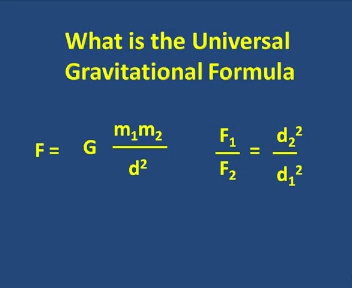 What is the Universal
Gravitational Formula
F = G m₁m₂ / d²
F₁ / F₂ = d₂² / d₁²